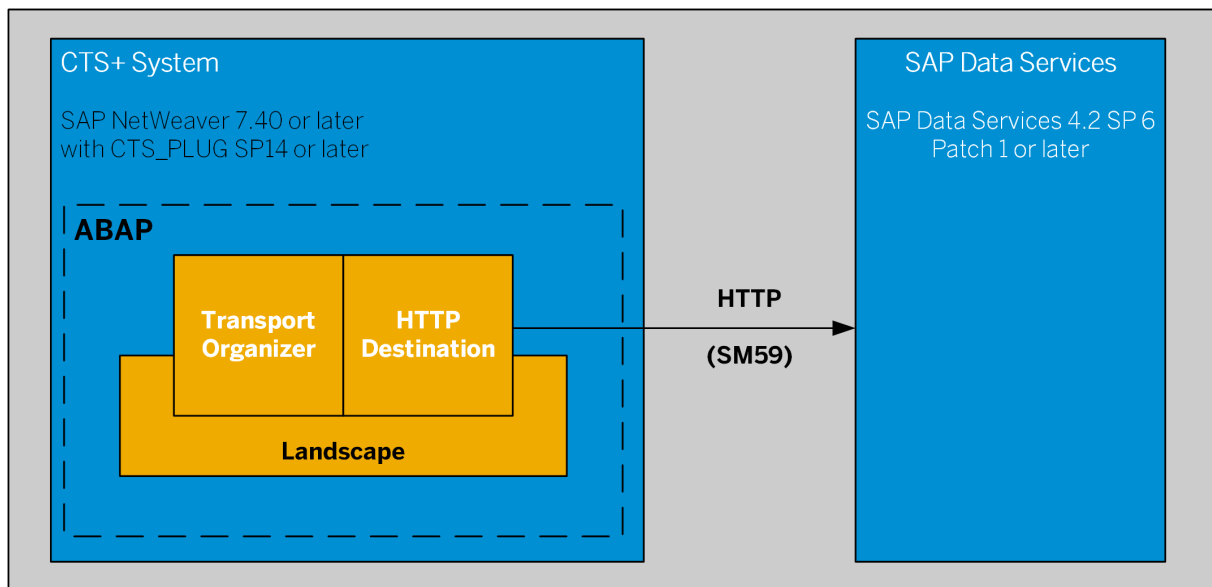 CTS+ System
SAP NetWeaver 7.40 or later
with CTS_PLUG SP14 or later
ABAP
Transport
Organizer
HTTP
Destination
Landscape
HTTP
(SM59)
SAP Data Services
SAP Data Services 4.2 SP 6
Patch 1 or later